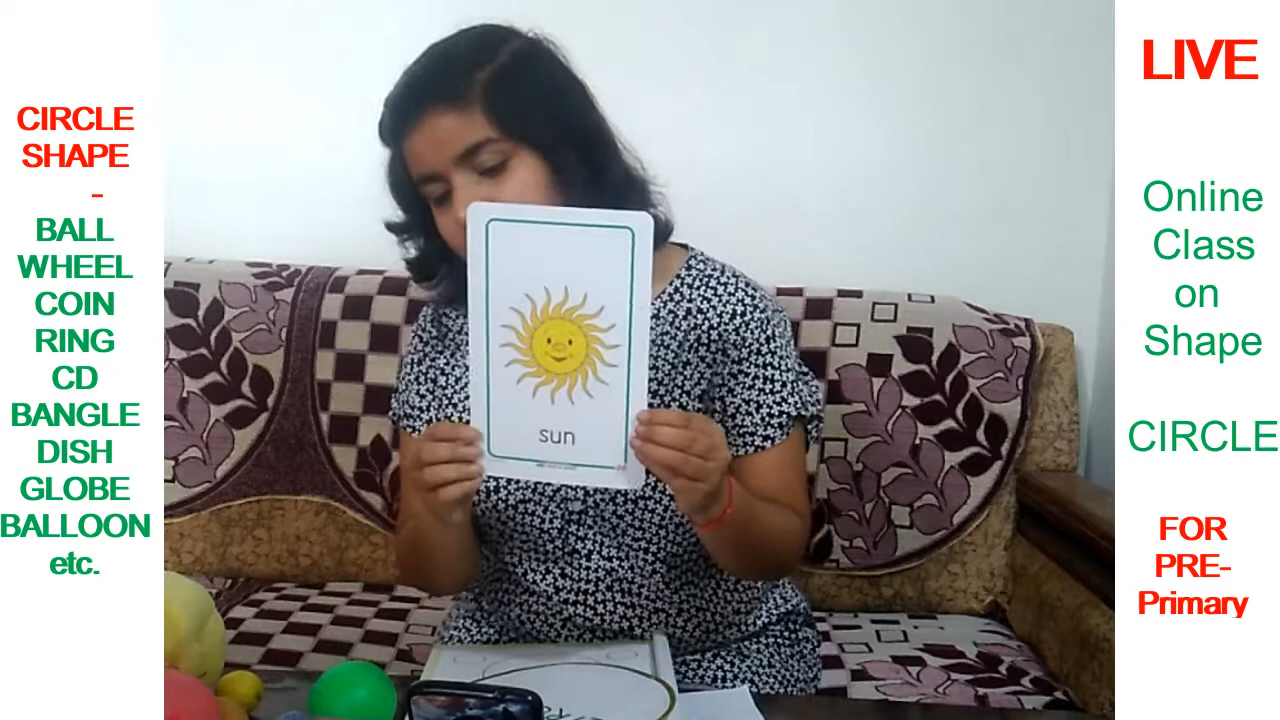 CIRCLE
SHAPE
-
BALL
WHEEL
COIN
RING
CD
BANGLE
DISH
GLOBE
BALLOON
etc.
sun
LIVE
Online
Class
on
Shape
CIRCLE
FOR
PRE-
Primary